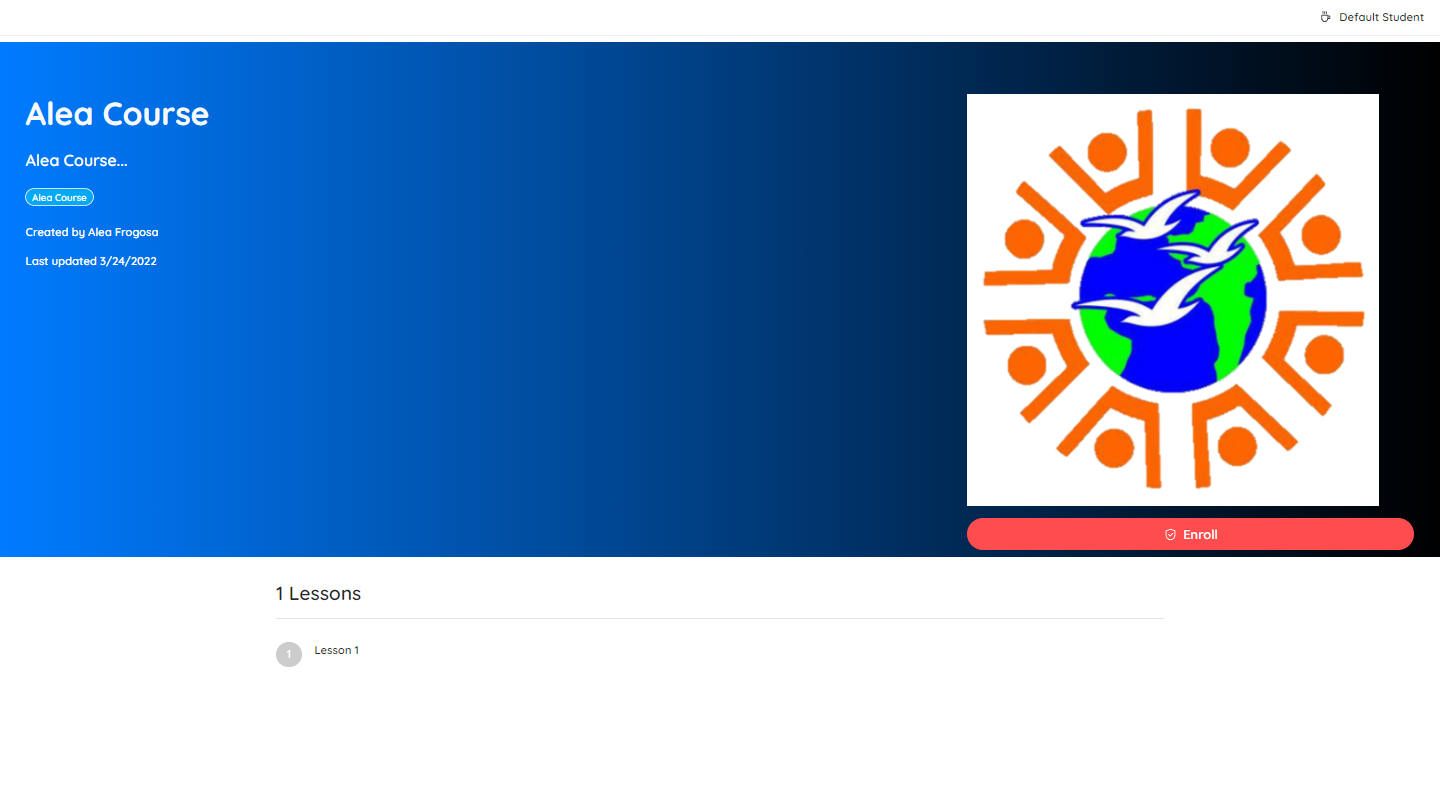 Default Student
Alea Course
Alea Course...
Alea Course
Created by Alea Frogosa
Last updated 3/24/2022
Enroll
1 Lessons
1 Lesson 1